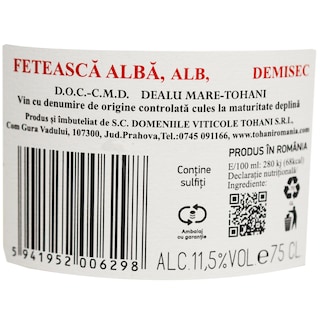 FETEASCĂ ALBĂ, ALB, DEMISEC
D.O.C.-C.M.D. DEALU MARE-TOHANI
Vin cu denumire de origine controlată cules la maturitate deplină
Produs și îmbuteliat de S.C. DOMENIILE VITICOLE TOHANI S.R.L.
Com Gura Vadului, 107300, Jud.Prahova,Tel.:0745 091166, www.tohaniromania.com
PRODUS ÎN ROMÂNIA
E/100 ml: 280 kj (68kcal)
Declarație nutrițională/
Ingrediente:
Conține
sulfiți
Ambalaj
cu garanție
5 941952 006298
ALC.11,5%VOL e 75 CL